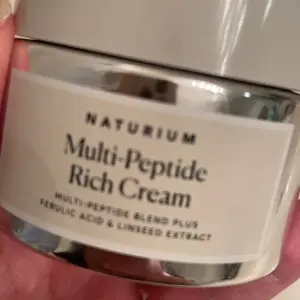 NATURIUM
Multi-Peptide
Rich Cream
MULTI-PEPTIDE BLEND PLUS
FERULIC ACID & LINSEED EXTRACT